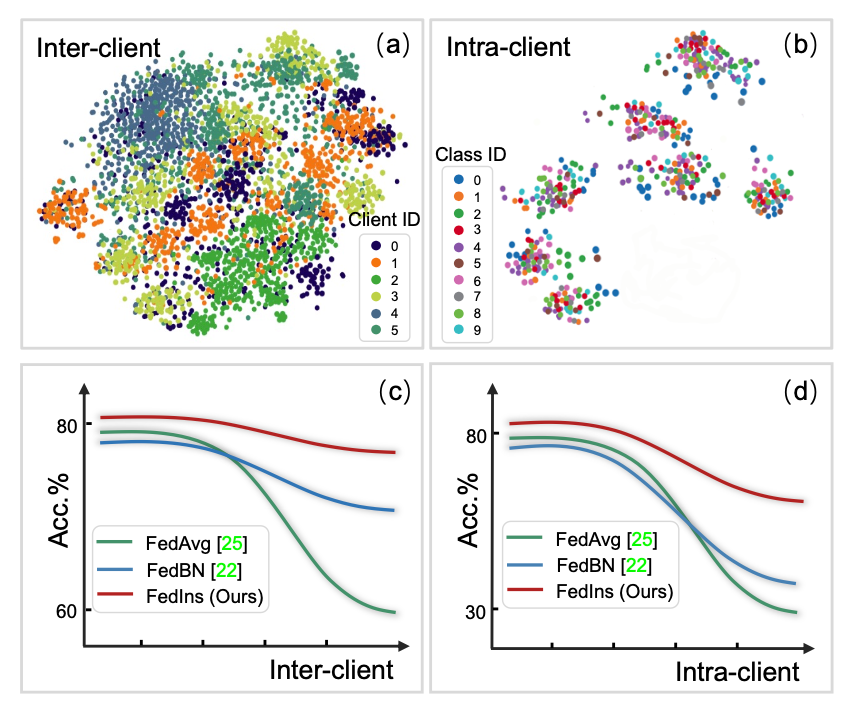 Inter-client
(a)
Client ID
0
1
2
3
4
5
Intra-client
(b)
Class ID
0
1
2
3
4
5
6
7
8
9
(c)
80
60
Acc. %
FedAvg [25]
FedBN [22]
FedIns (Ours)
Inter-client
(d)
80
30
Acc. %
FedAvg [25]
FedBN [22]
FedIns (Ours)
Intra-client